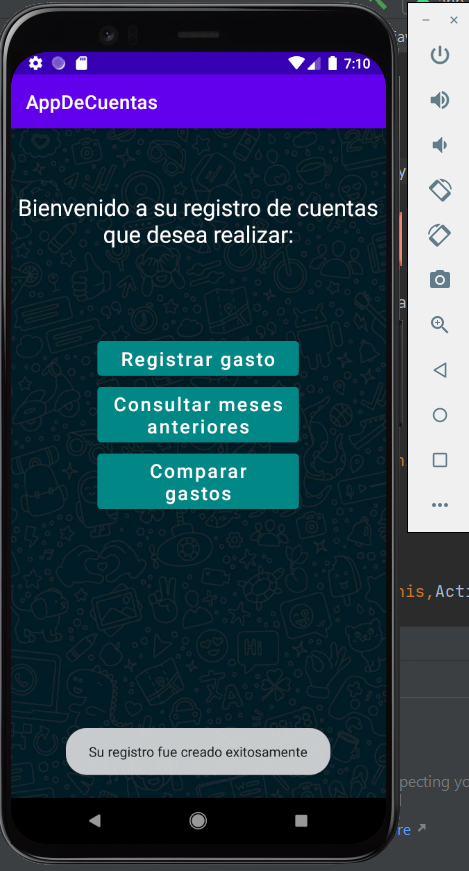 7:10
AppDeCuentas
Bienvenido a su registro de cuentas
que desea realizar:
Registrar gasto
Consultar meses
anteriores
Comparar
gastos
Hi
Su registro fue creado exitosamente
his,Acti
pecting yo
re